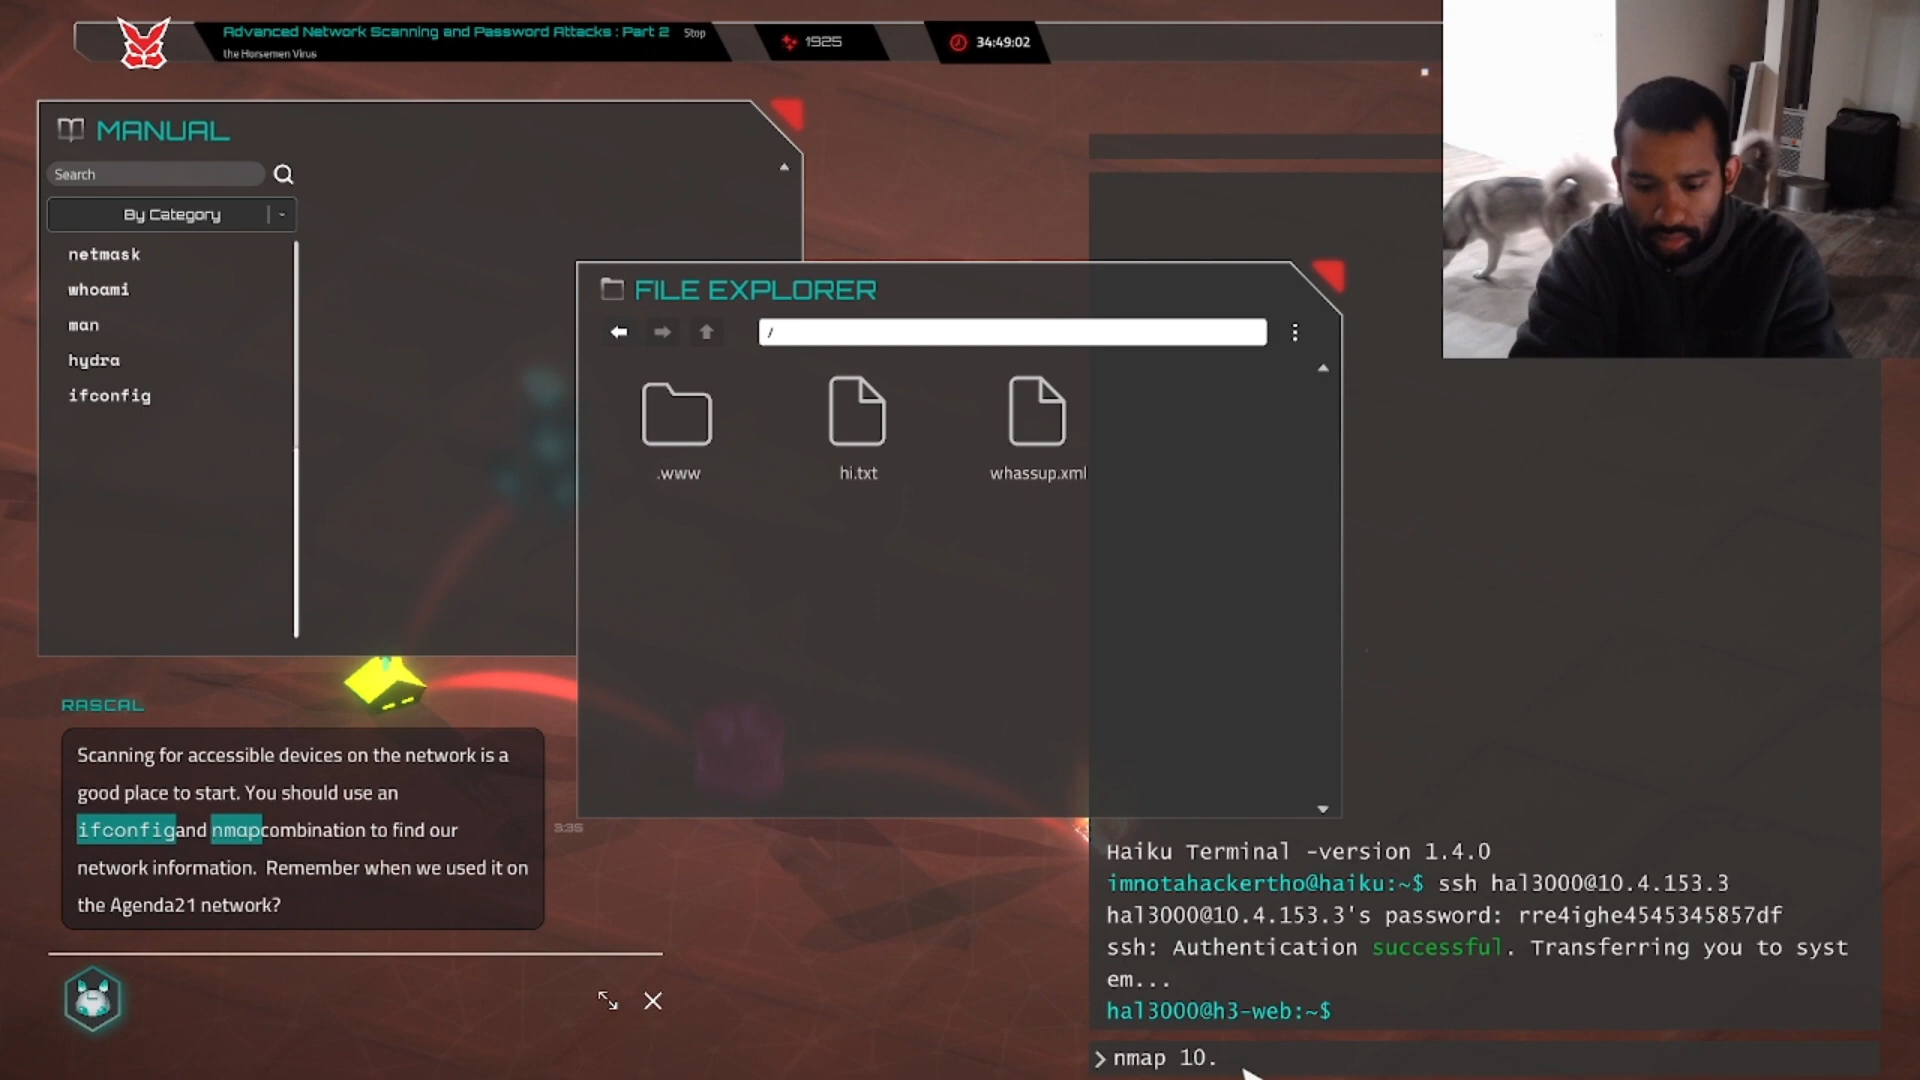 Advanced Network Scanning and Password Attacks : Part 2
Stop
the Horsemen Virus
1925
34:49:02
MANUAL
Search
By Category
netmask
whoami
man
hydra
ifconfig
FILE EXPLORER
/
.www
hi.txt
whassup.xml
RASCAL
Scanning for accessible devices on the network is a
good place to start. You should use an
ifconfigand nmapcombination to find our
network information. Remember when we used it on
the Agenda21 network?
3:35
Haiku Terminal -version 1.4.0
imnotahackertho@haiku:~$ ssh hal3000@10.4.153.3
hal3000@10.4.153.3's password: rre4ighe4545345857df
ssh: Authentication successful. Transferring you to syst
em...
hal3000@h3-web:~$
nmap 10.